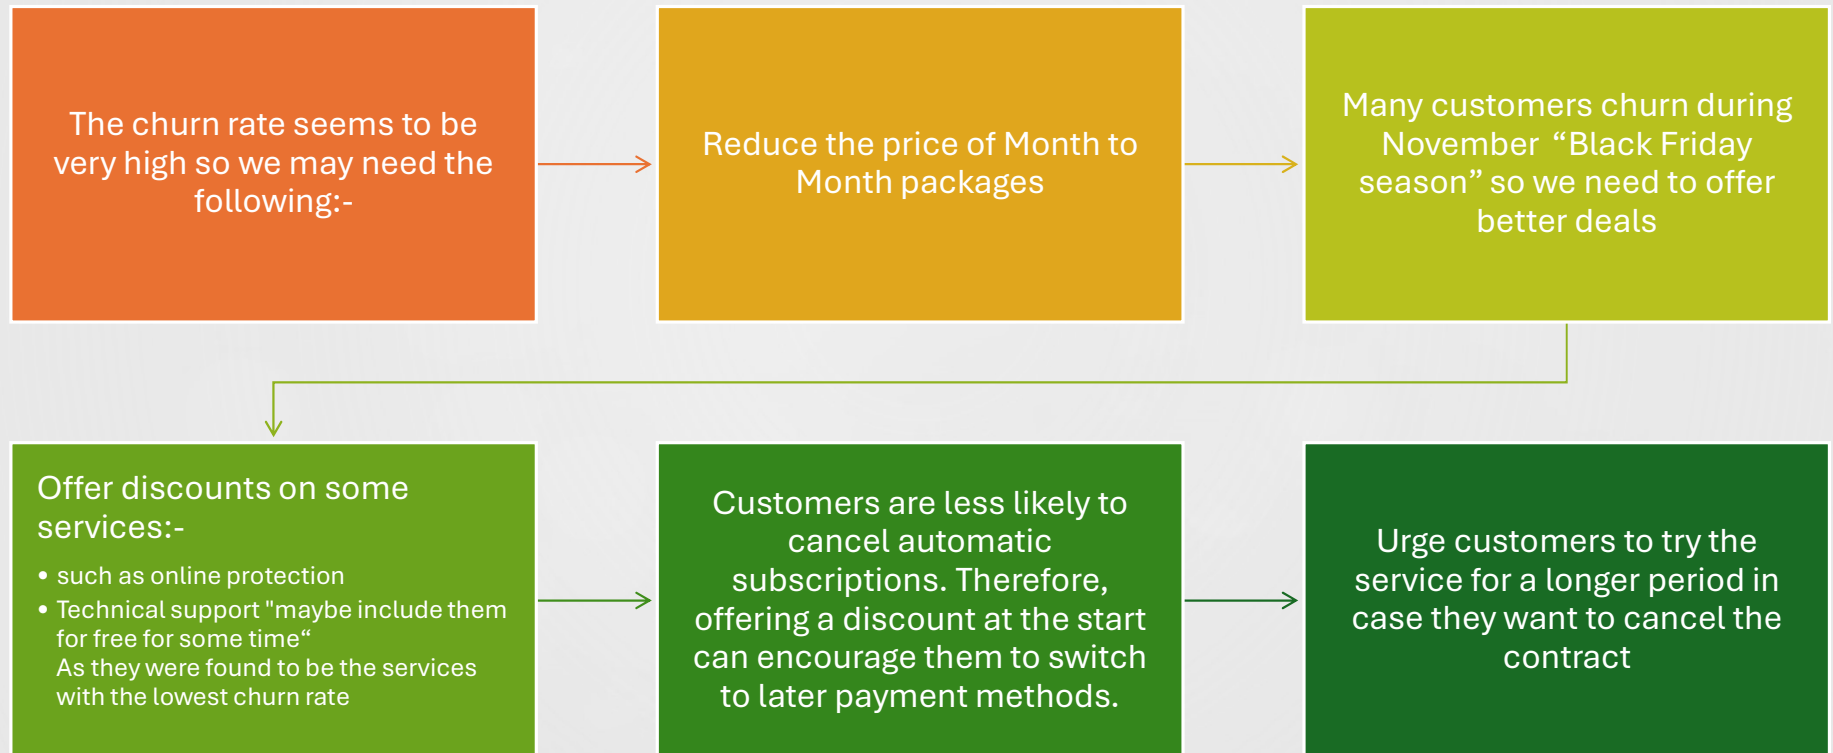 The churn rate seems to be
very high so we may need the
following:-
Reduce the price of Month to
Month packages
Many customers churn during
November “Black Friday
season” so we need to offer
better deals
Offer discounts on some
services:-
• such as online protection
• Technical support "maybe include them
for free for some time“
As they were found to be the services
with the lowest churn rate
Customers are less likely to
cancel automatic
subscriptions. Therefore,
offering a discount at the start
can encourage them to switch
to later payment methods.
Urge customers to try the
service for a longer period in
case they want to cancel the
contract